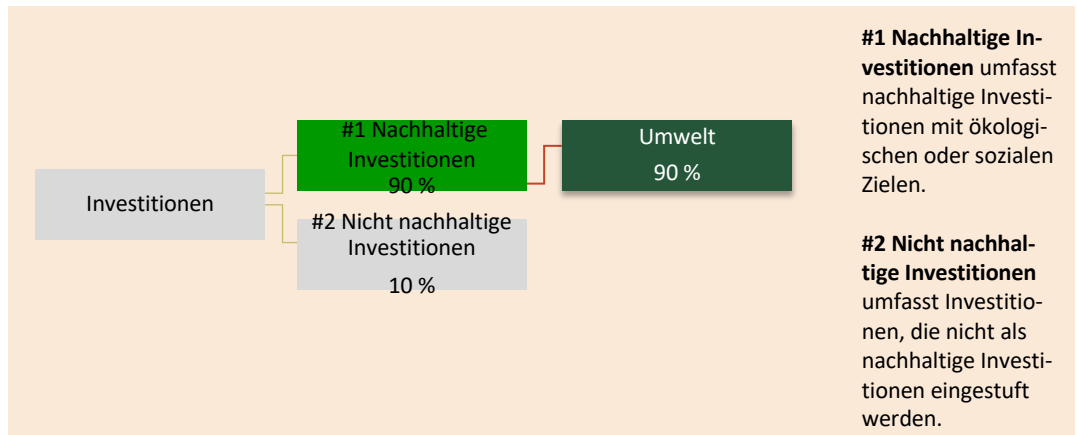 Investitionen
#1 Nachhaltige
Investitionen
90 %
Umwelt
90 %
#2 Nicht nachhaltige
Investitionen
10 %
#1 Nachhaltige In-
vestitionen umfasst
nachhaltige Investi-
tionen mit ökologi-
schen oder sozialen
Zielen.
#2 Nicht nachhal-
tige Investitionen
umfasst Investitio-
nen, die nicht als
nachhaltige Investi-
tionen eingestuft
werden.